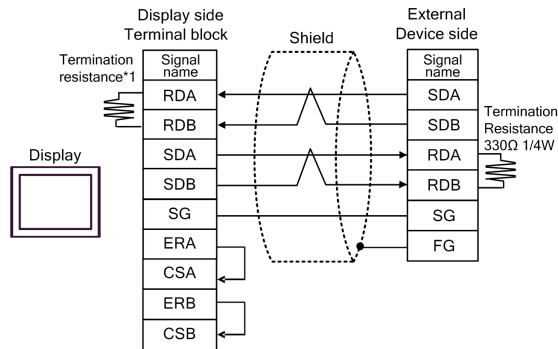 Display side
Terminal block
External
Device side
Shield
Termination
resistance*1
Signal
name
RDA
RDB
SDA
SDB
SG
ERA
CSA
ERB
CSB
Display
Signal
name
SDA
SDB
RDA
RDB
SG
FG
Termination
Resistance
330Ω 1/4W